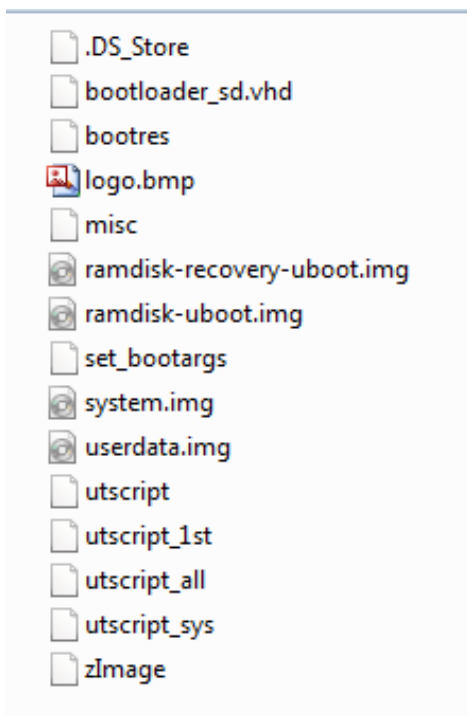 .DS_Store
bootloader_sd.vhd
bootres
logo.bmp
misc
ramdisk-recovery-uboot.img
ramdisk-uboot.img
set_bootargs
system.img
userdata.img
utscript
utscript_1st
utscript_all
utscript_sys
zImage